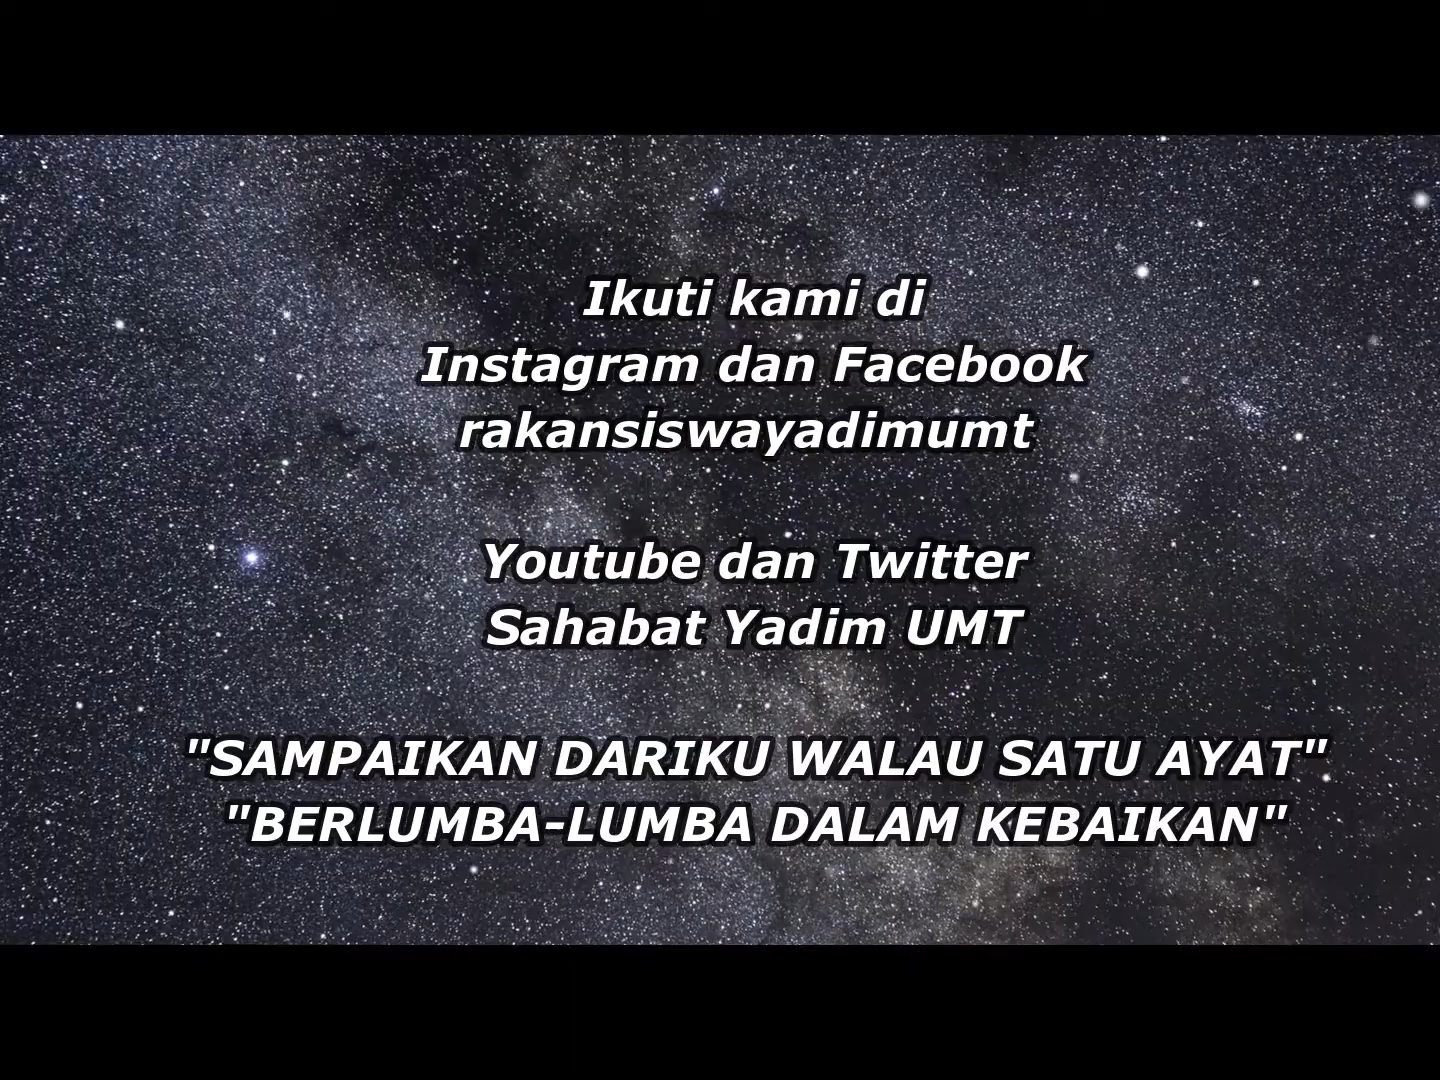 Ikuti kami di
Instagram dan Facebook
rakansiswayadimumt
Youtube dan Twitter
Sahabat Yadim UMT
"SAMPAIKAN DARIKU WALAU SATU AYAT"
"BERLUMBA-LUMBA DALAM KEBAIKAN"